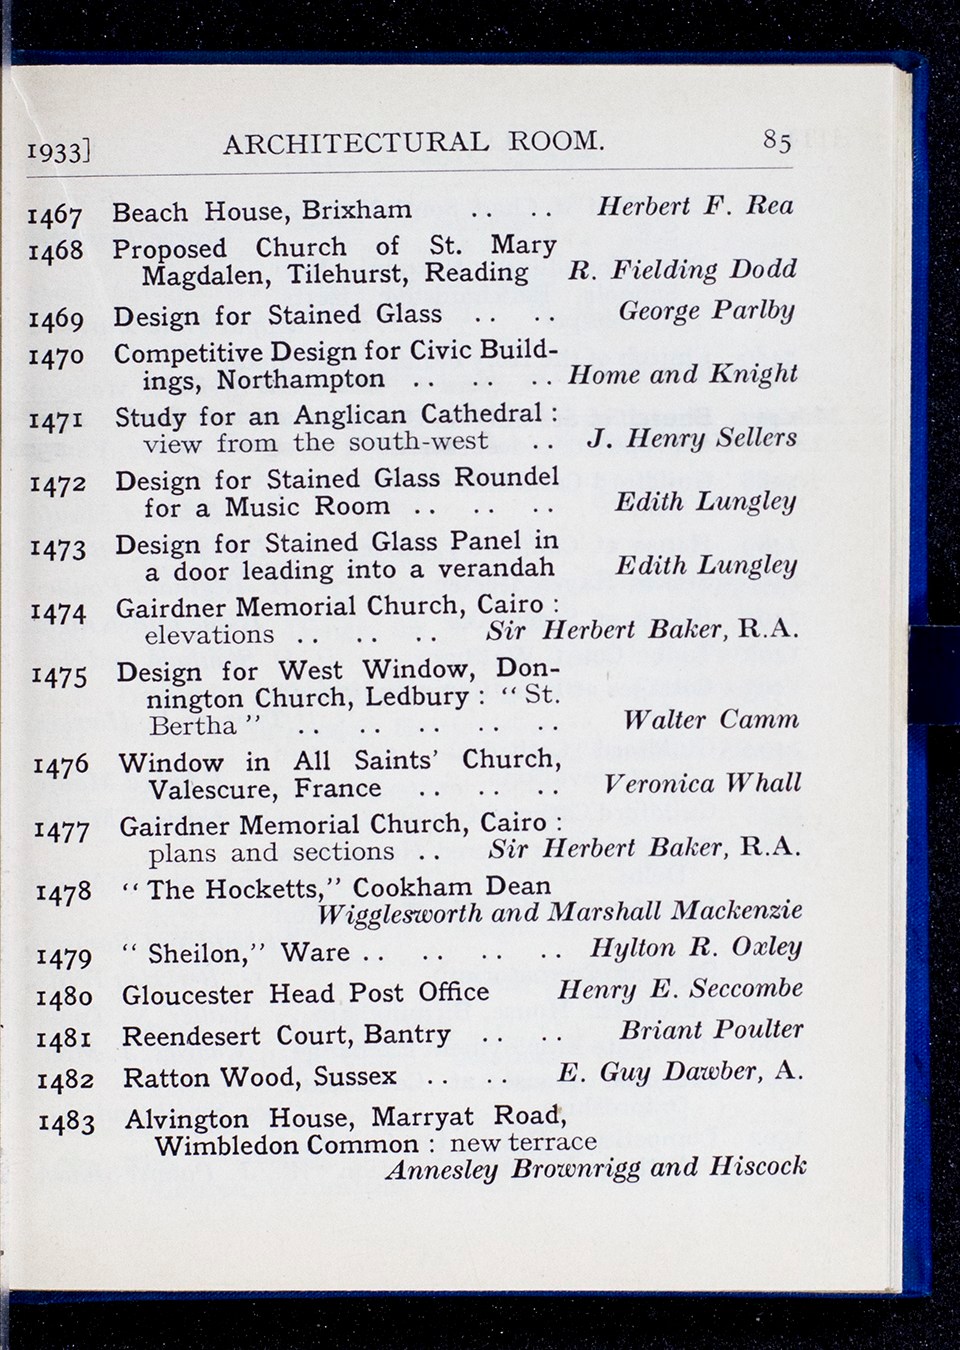 1933] ARCHITECTURAL ROOM. 85
1467 Beach House, Brixham .. .. Herbert F. Rea
1468 Proposed Church of St. Mary
Magdalen, Tilehurst, Reading R. Fielding Dodd
1469 Design for Stained Glass .. .. George Parlby
1470 Competitive Design for Civic Build-
ings, Northampton .. .. .. Home and Knight
1471 Study for an Anglican Cathedral :
view from the south-west .. J. Henry Sellers
1472 Design for Stained Glass Roundel
for a Music Room .. .. .. Edith Lungley
1473 Design for Stained Glass Panel in
a door leading into a verandah Edith Lungley
1474 Gairdner Memorial Church, Cairo :
elevations .. .. .. Sir Herbert Baker, R.A.
1475 Design for West Window, Don-
nington Church, Ledbury : “ St.
Bertha ” .. .. .. .. .. Walter Camm
1476 Window in All Saints’ Church,
Valescure, France .. .. .. Veronica Whall
1477 Gairdner Memorial Church, Cairo :
plans and sections .. Sir Herbert Baker, R.A.
1478 “ The Hocketts,” Cookham Dean
Wigglesworth and Marshall Mackenzie
1479 “ Sheilon,” Ware .. .. .. .. Hylton R. Oxley
1480 Gloucester Head Post Office Henry E. Seccombe
1481 Reendesert Court, Bantry .. .. Briant Poulter
1482 Ratton Wood, Sussex .. .. E. Guy Dawber, A.
1483 Alvington House, Marryat Road,
Wimbledon Common : new terrace
Annesley Brownrigg and Hiscock